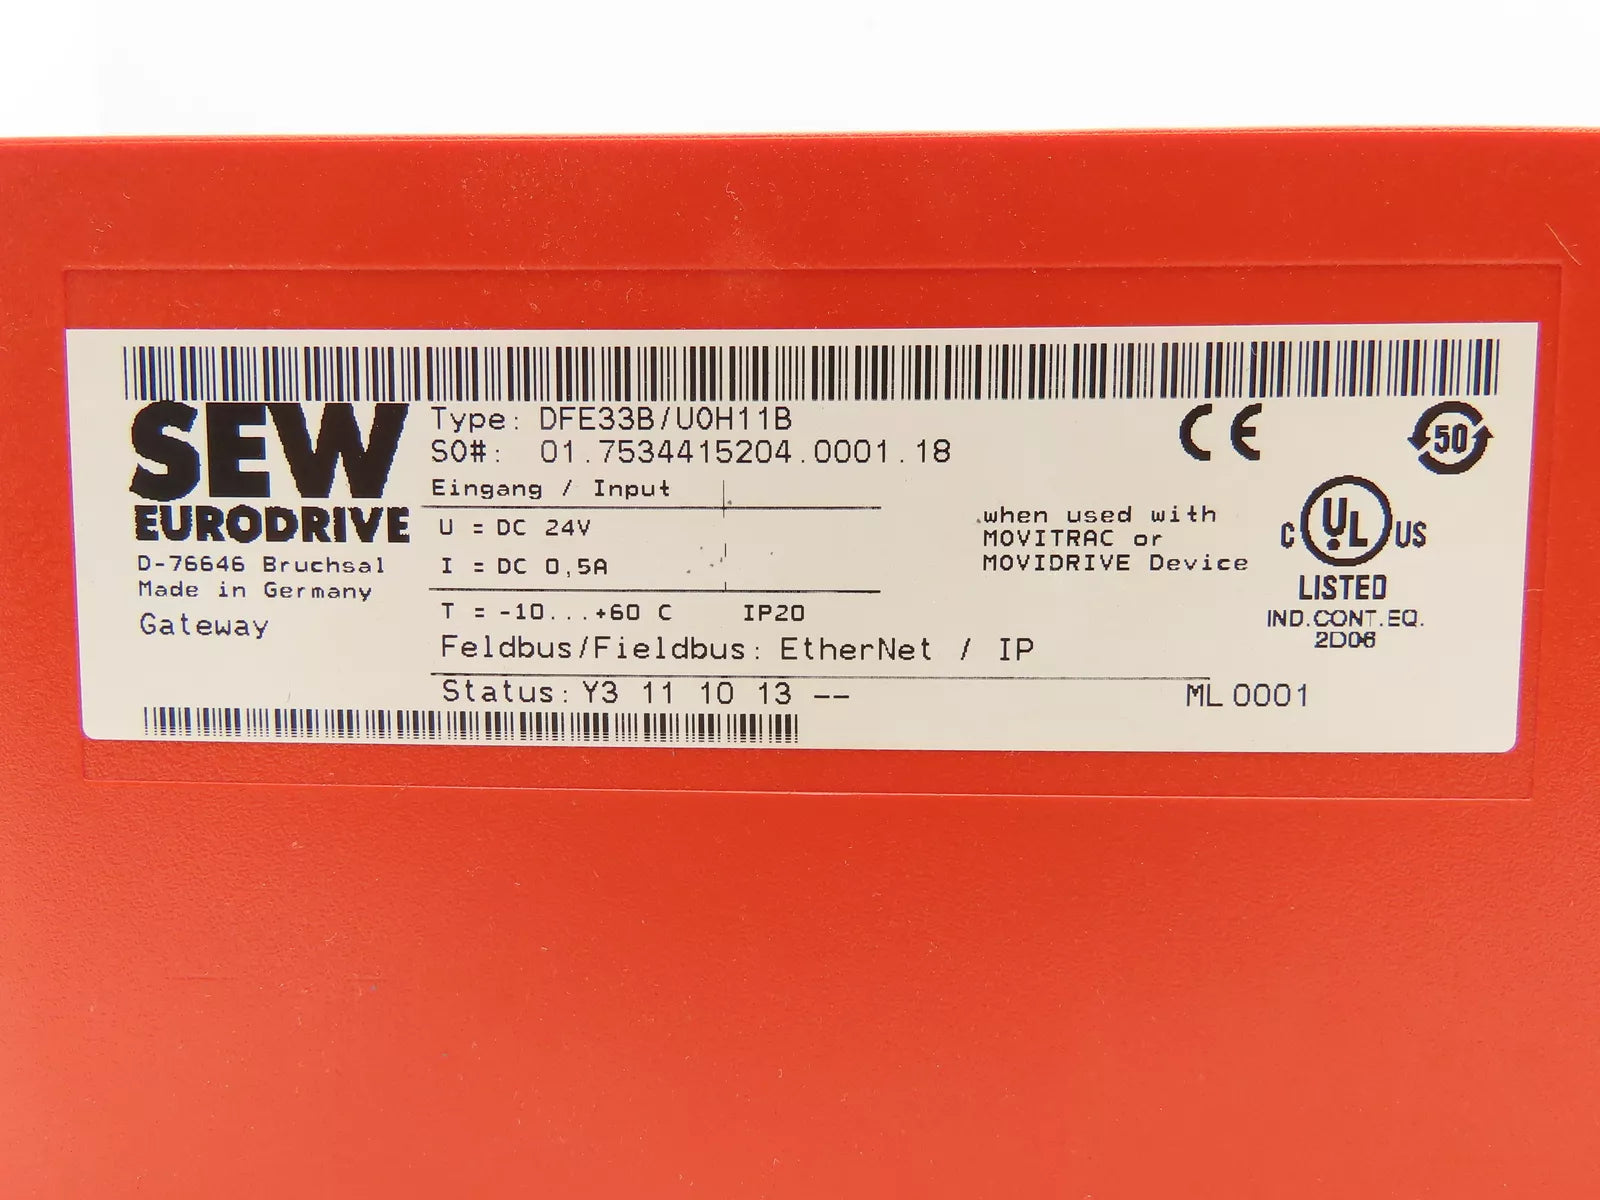 SEW
EURODRIVE
D-76646 Bruchsal
Made in Germany
Gateway
Type: DFE33B/UOH11B
SO#: 01.7534415204.0001.18
Eingang / Input
U = DC 24V
I = DC 0,5A
T = -10...+60 C IP20
Feldbus/Fieldbus: EtherNet / IP
Status: Y3 11 10 13 --
ML 0001
when used with
MOVITRAC or
MOVIDRIVE Device
CE
50
C UL US
LISTED
IND.CONT.EQ.
2D06